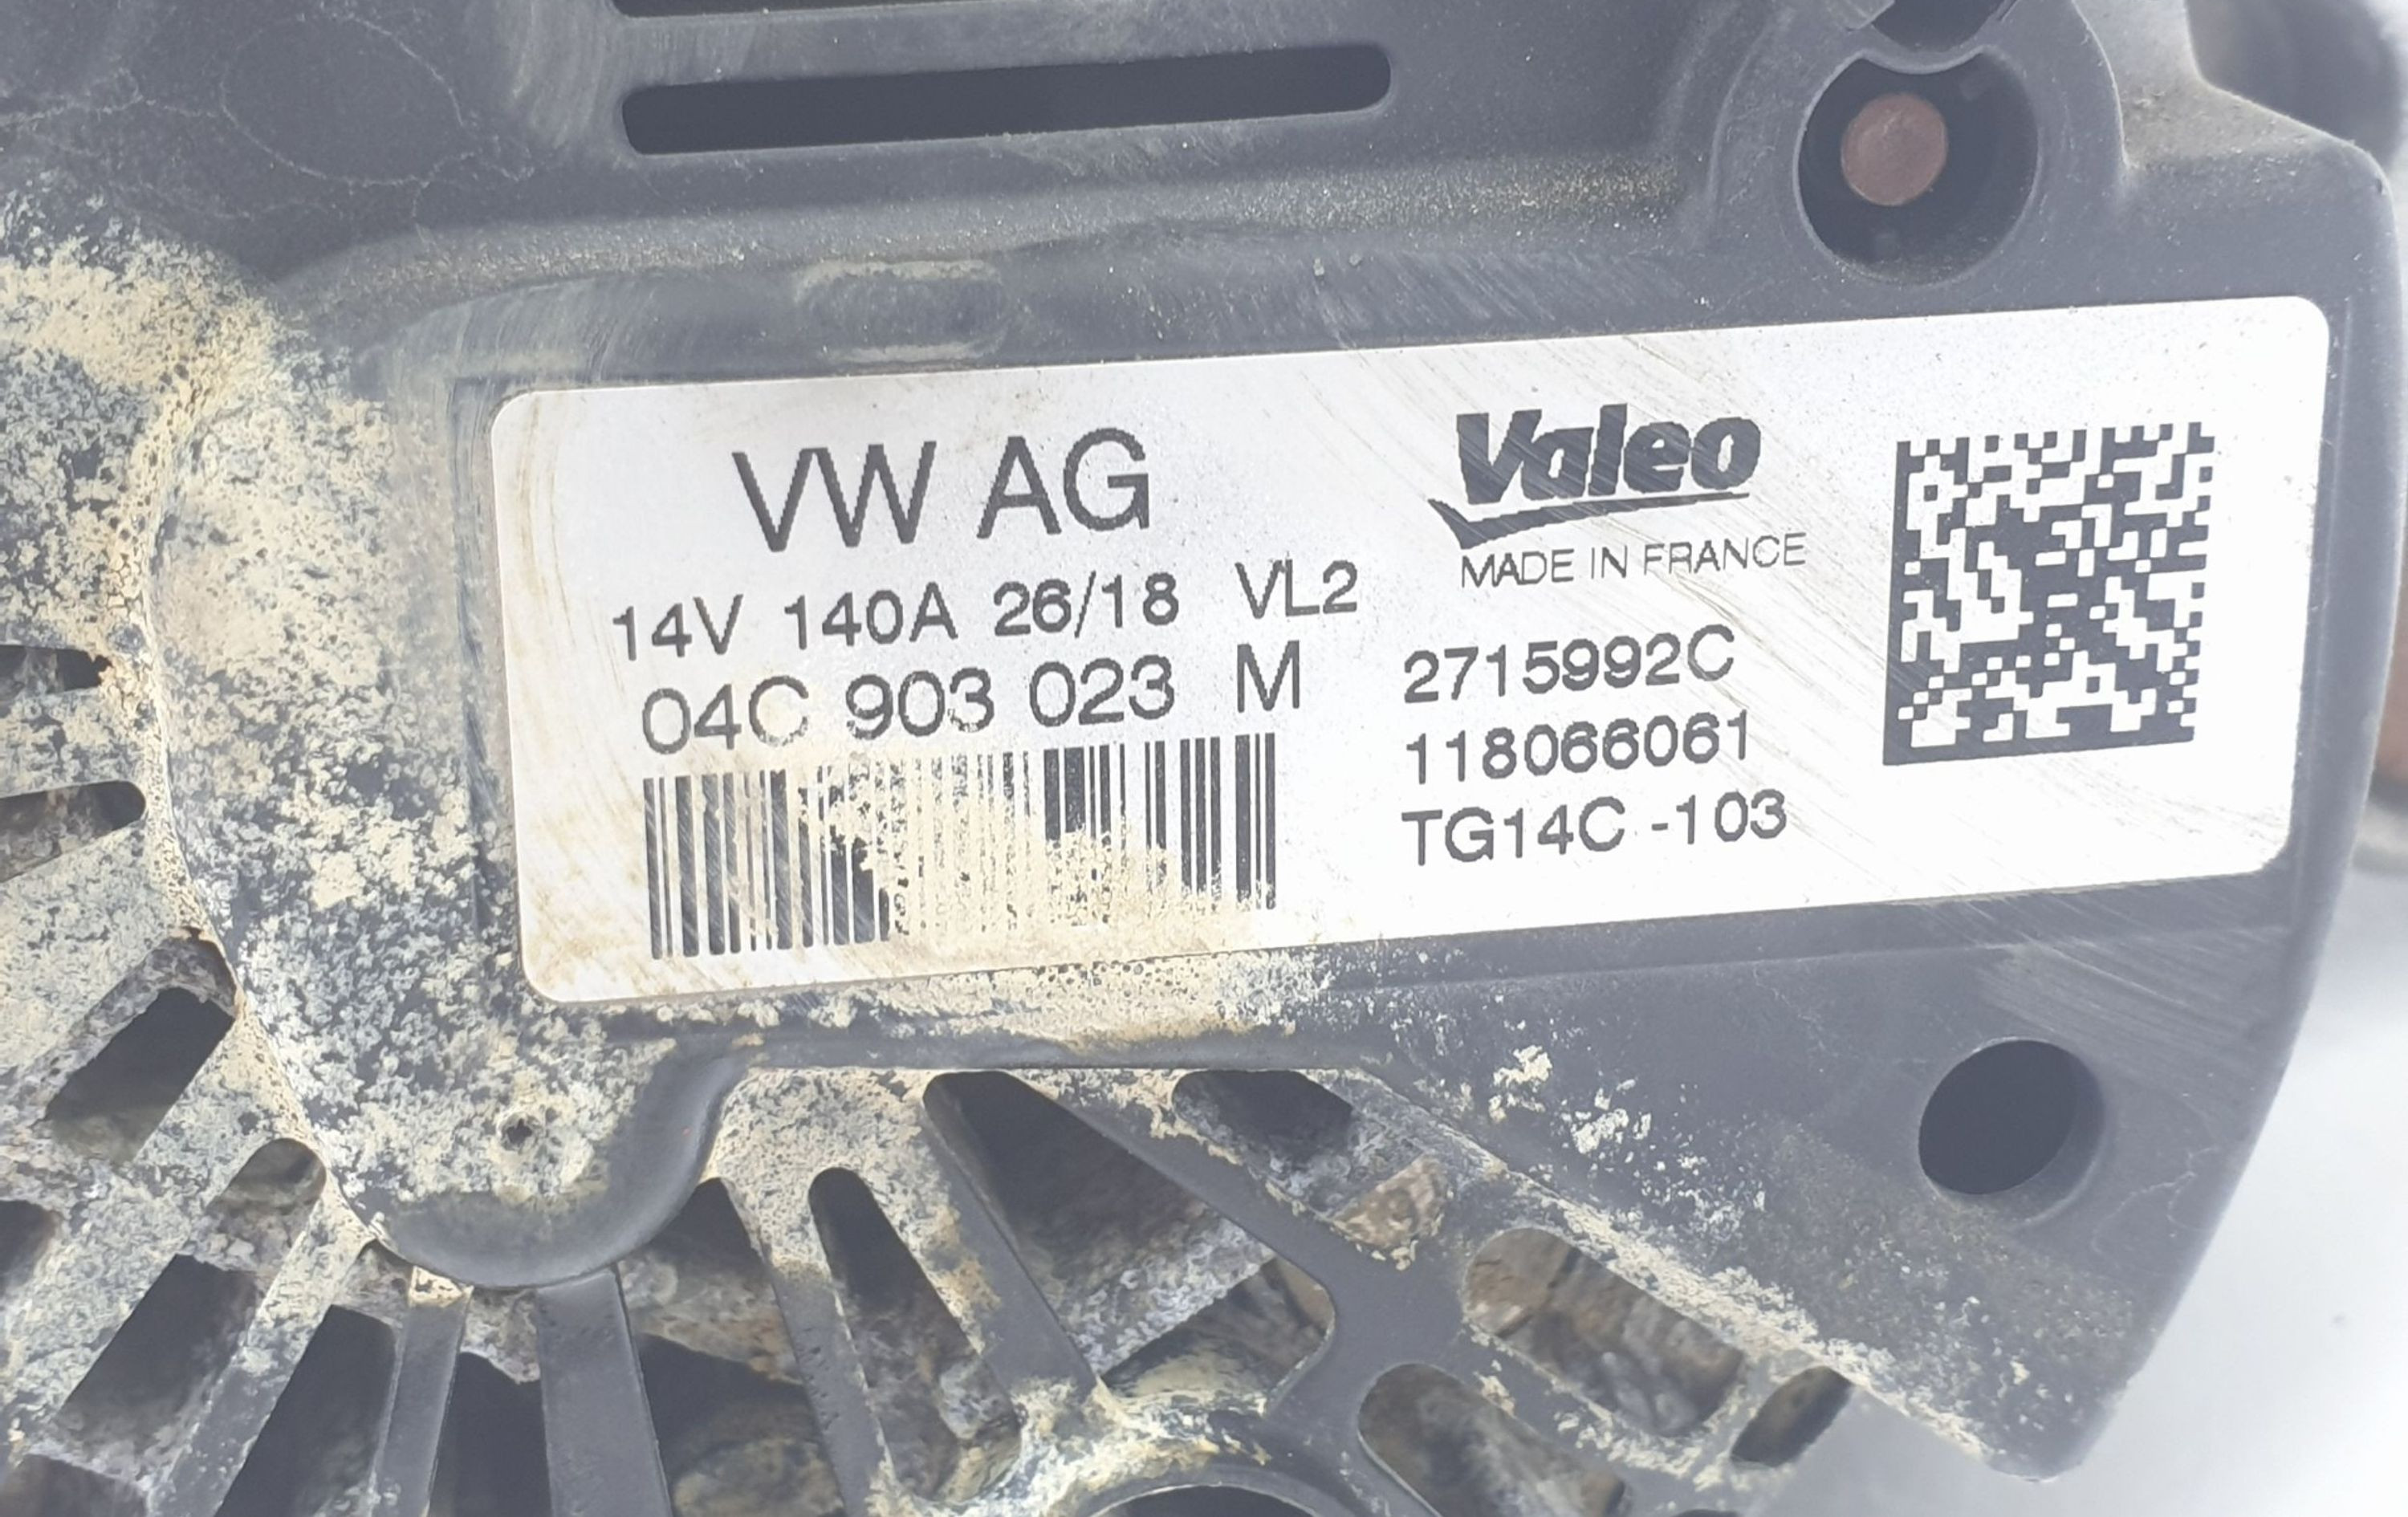 VW AG
14V 140A 26/18 VL2
04C 903 023 M
Valeo
MADE IN FRANCE
2715992C
118066061
TG14C -103